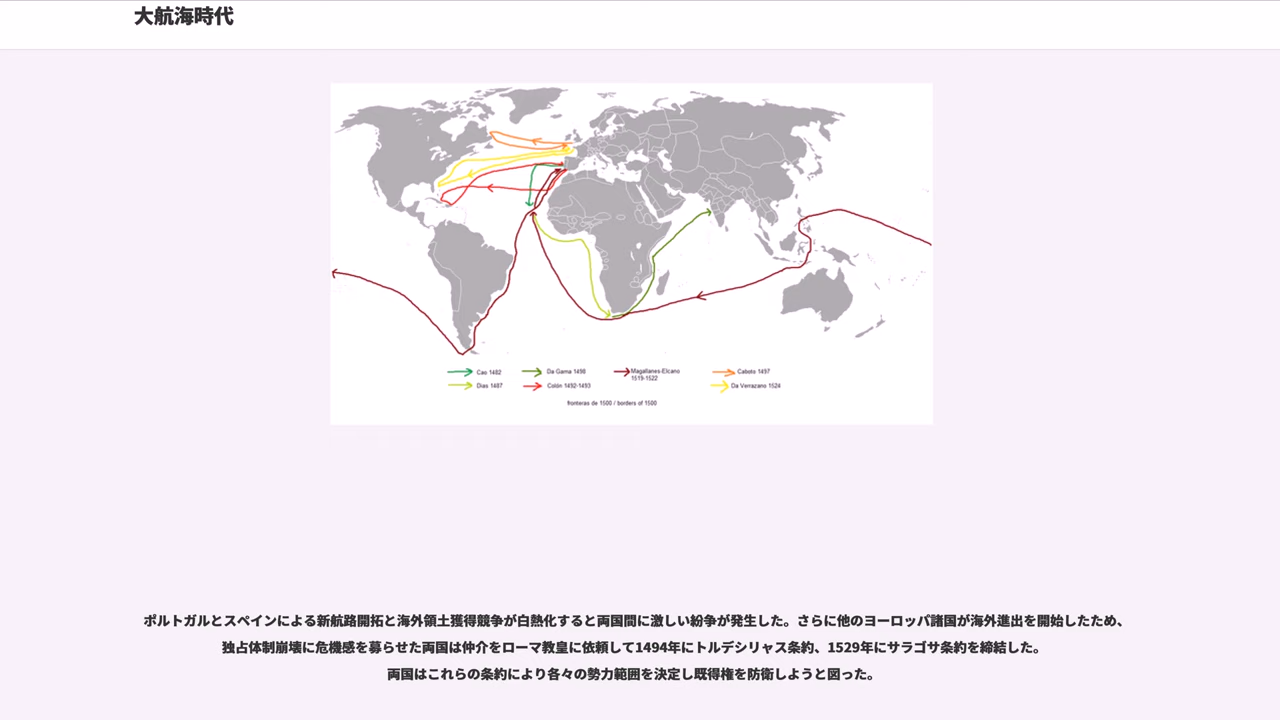 大航海時代
Cao 1482
Da Gama 1498
Magallanes-Elcano
1519-1522
Caboto 1497
Dias 1487
Colón 1492-1493
Da Verrazano 1524
fronteras de 1500 / borders of 1500
ポルトガルとスペインによる新航路開拓と海外領土獲得競争が白熱化すると両国間に激しい紛争が発生した。さらに他のヨーロッパ諸国が海外進出を開始したため、
独占体制崩壊に危機感を募らせた両国は仲介をローマ教皇に依頼して1494年にトルデシリャス条約、1529年にサラゴサ条約を締結した。
両国はこれらの条約により各々の勢力範囲を決定し既得権を防衛しようと図った。